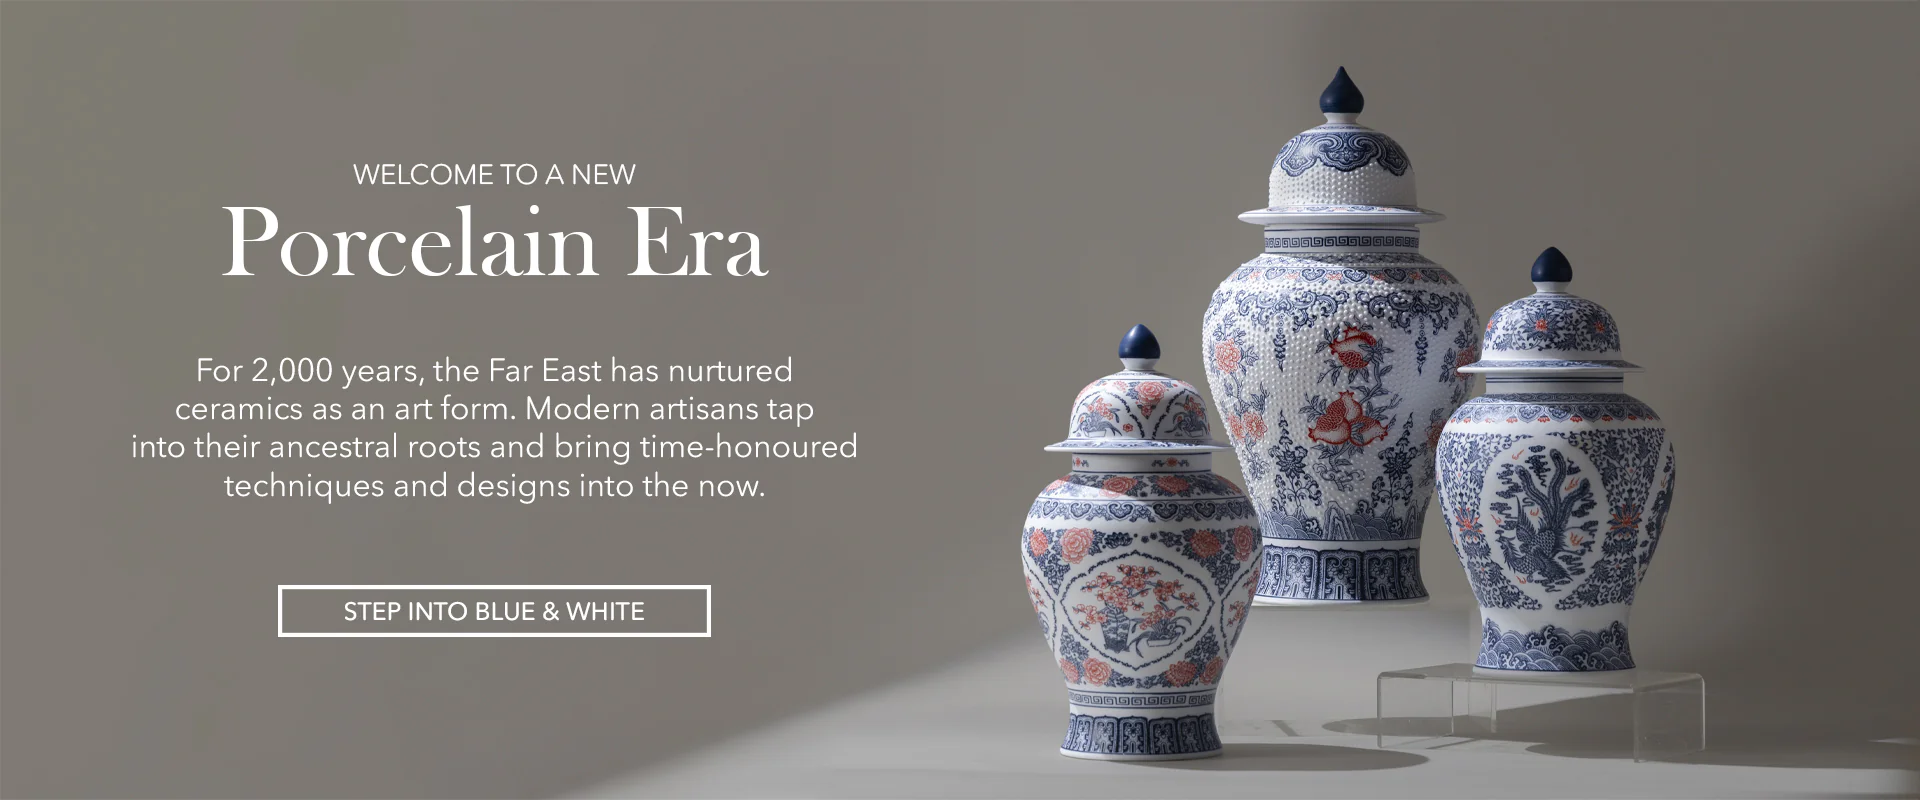 WELCOME TO A NEW
Porcelain Era
For 2,000 years, the Far East has nurtured
ceramics as an art form. Modern artisans tap
into their ancestral roots and bring time-honoured
techniques and designs into the now.
STEP INTO BLUE & WHITE